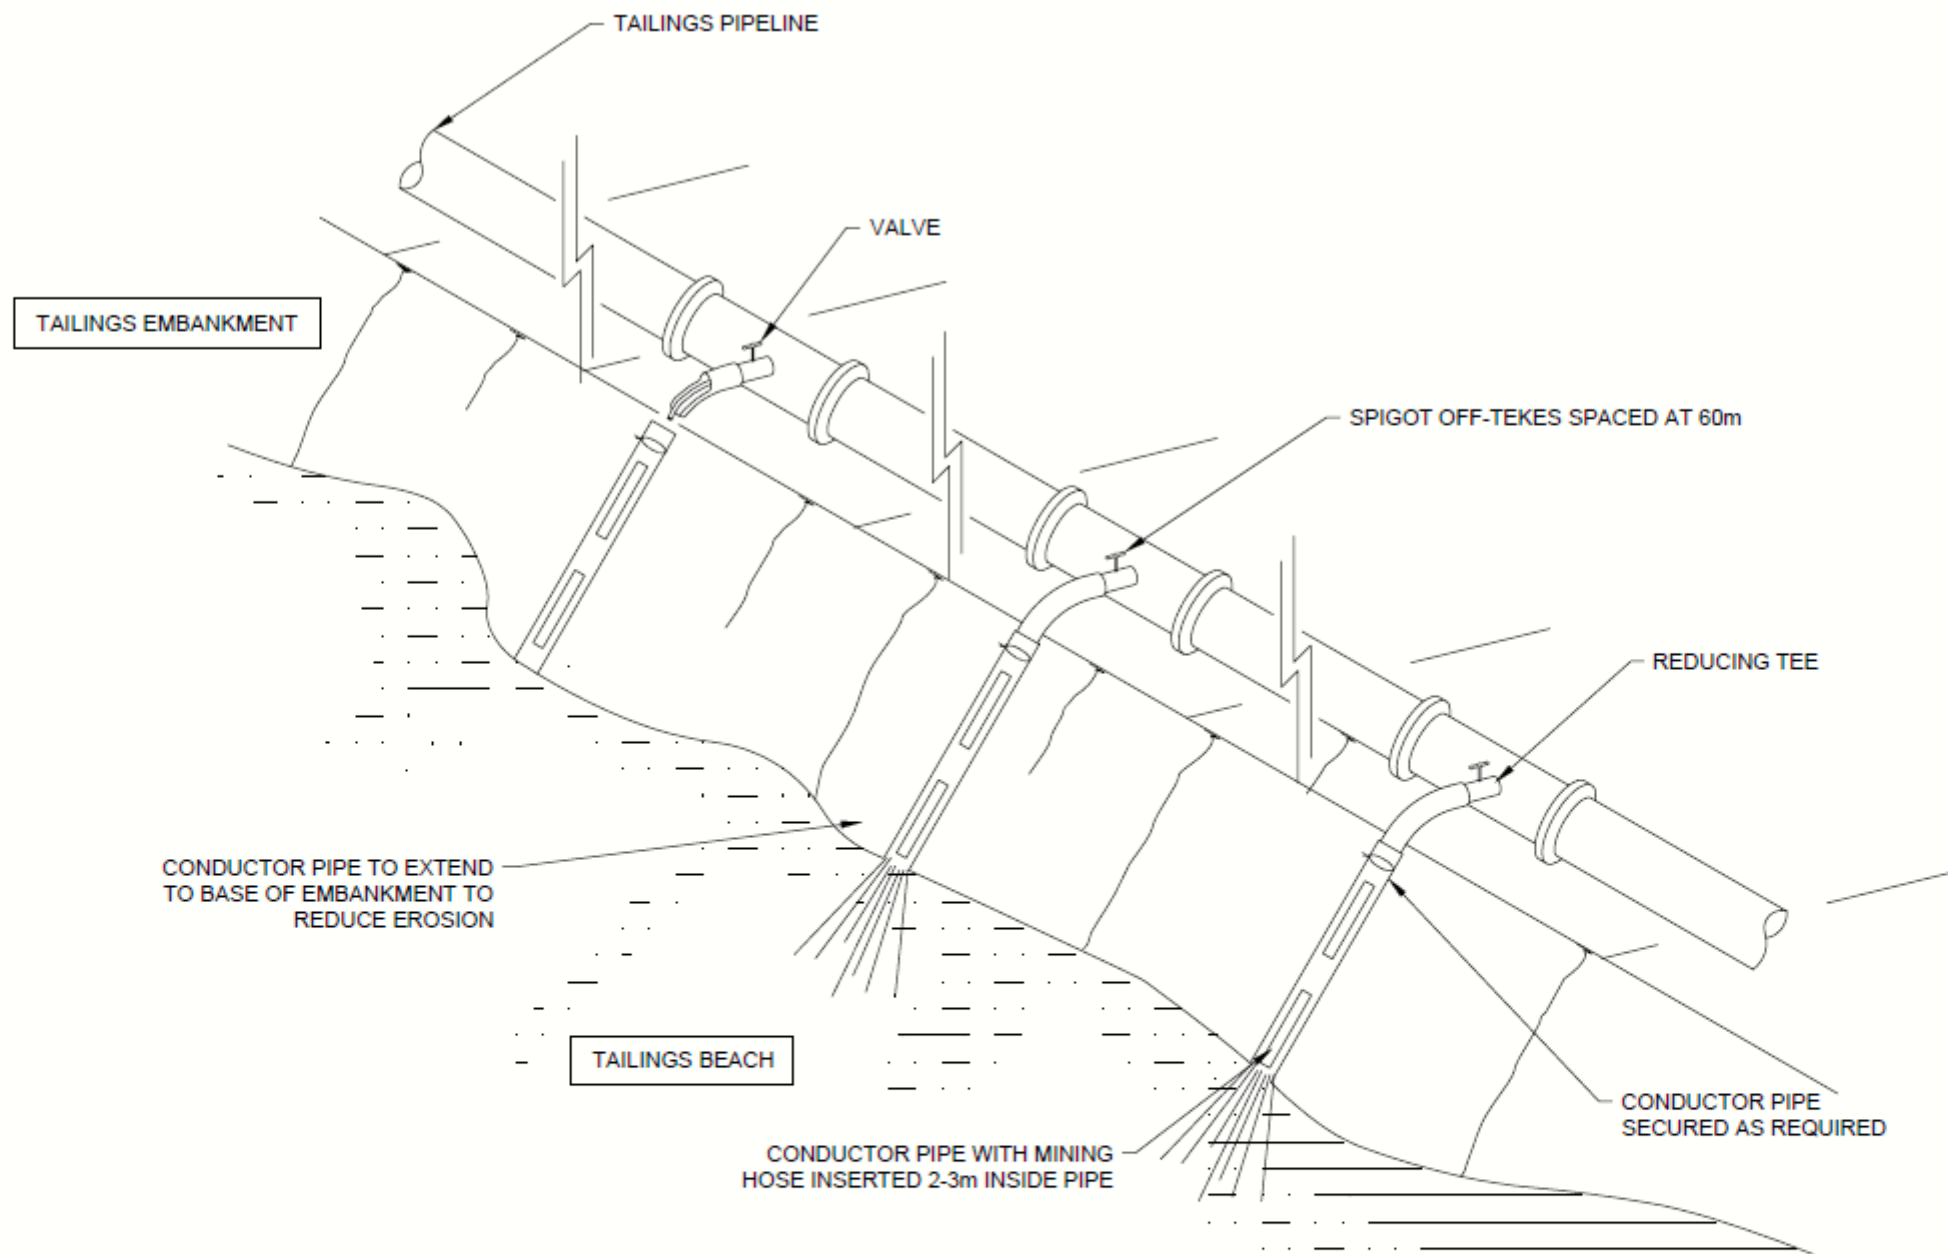 TAILINGS PIPELINE
VALVE
TAILINGS EMBANKMENT
SPIGOT OFF-TEKES SPACED AT 60m
REDUCING TEE
CONDUCTOR PIPE TO EXTEND
TO BASE OF EMBANKMENT TO
REDUCE EROSION
TAILINGS BEACH
CONDUCTOR PIPE
SECURED AS REQUIRED
CONDUCTOR PIPE WITH MINING
HOSE INSERTED 2-3m INSIDE PIPE